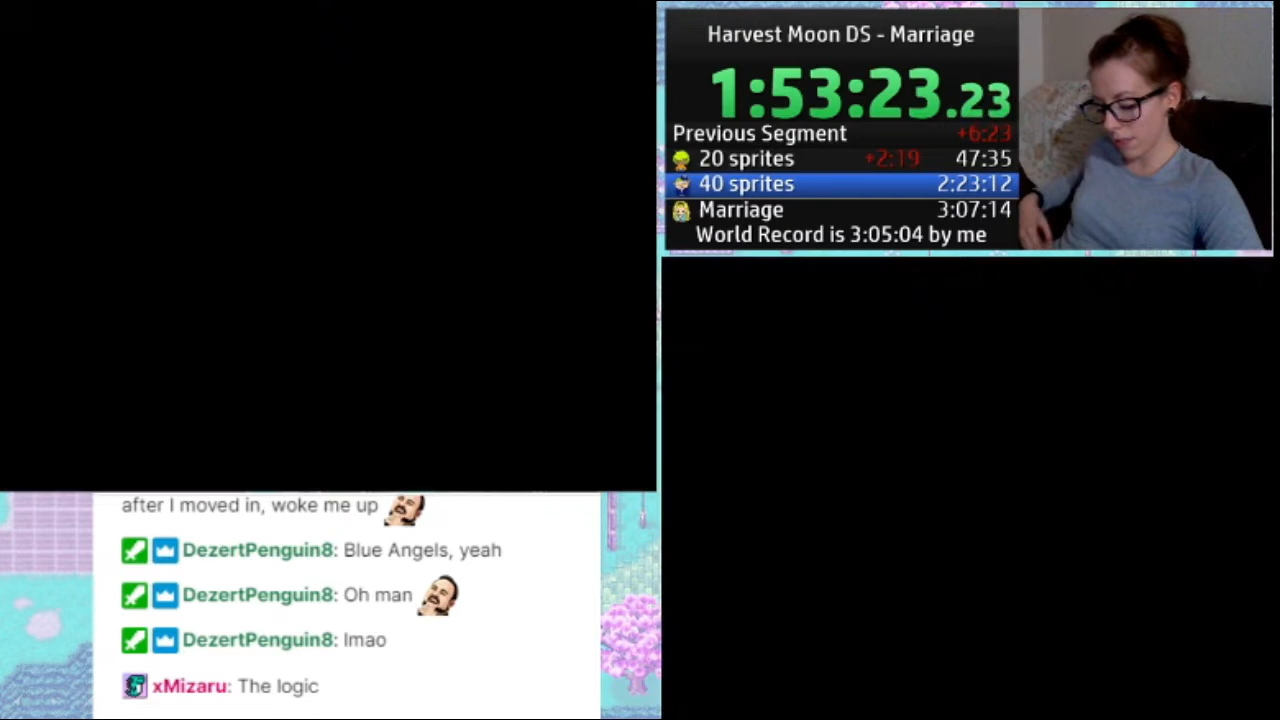 Harvest Moon DS - Marriage
1:53:23.23
Previous Segment +6:23
20 sprites +2:19 47:35
40 sprites 2:23:12
Marriage 3:07:14
World Record is 3:05:04 by me
after I moved in, woke me up
DezertPenguin8: Blue Angels, yeah
DezertPenguin8: Oh man
DezertPenguin8: lmao
xMizaru: The logic